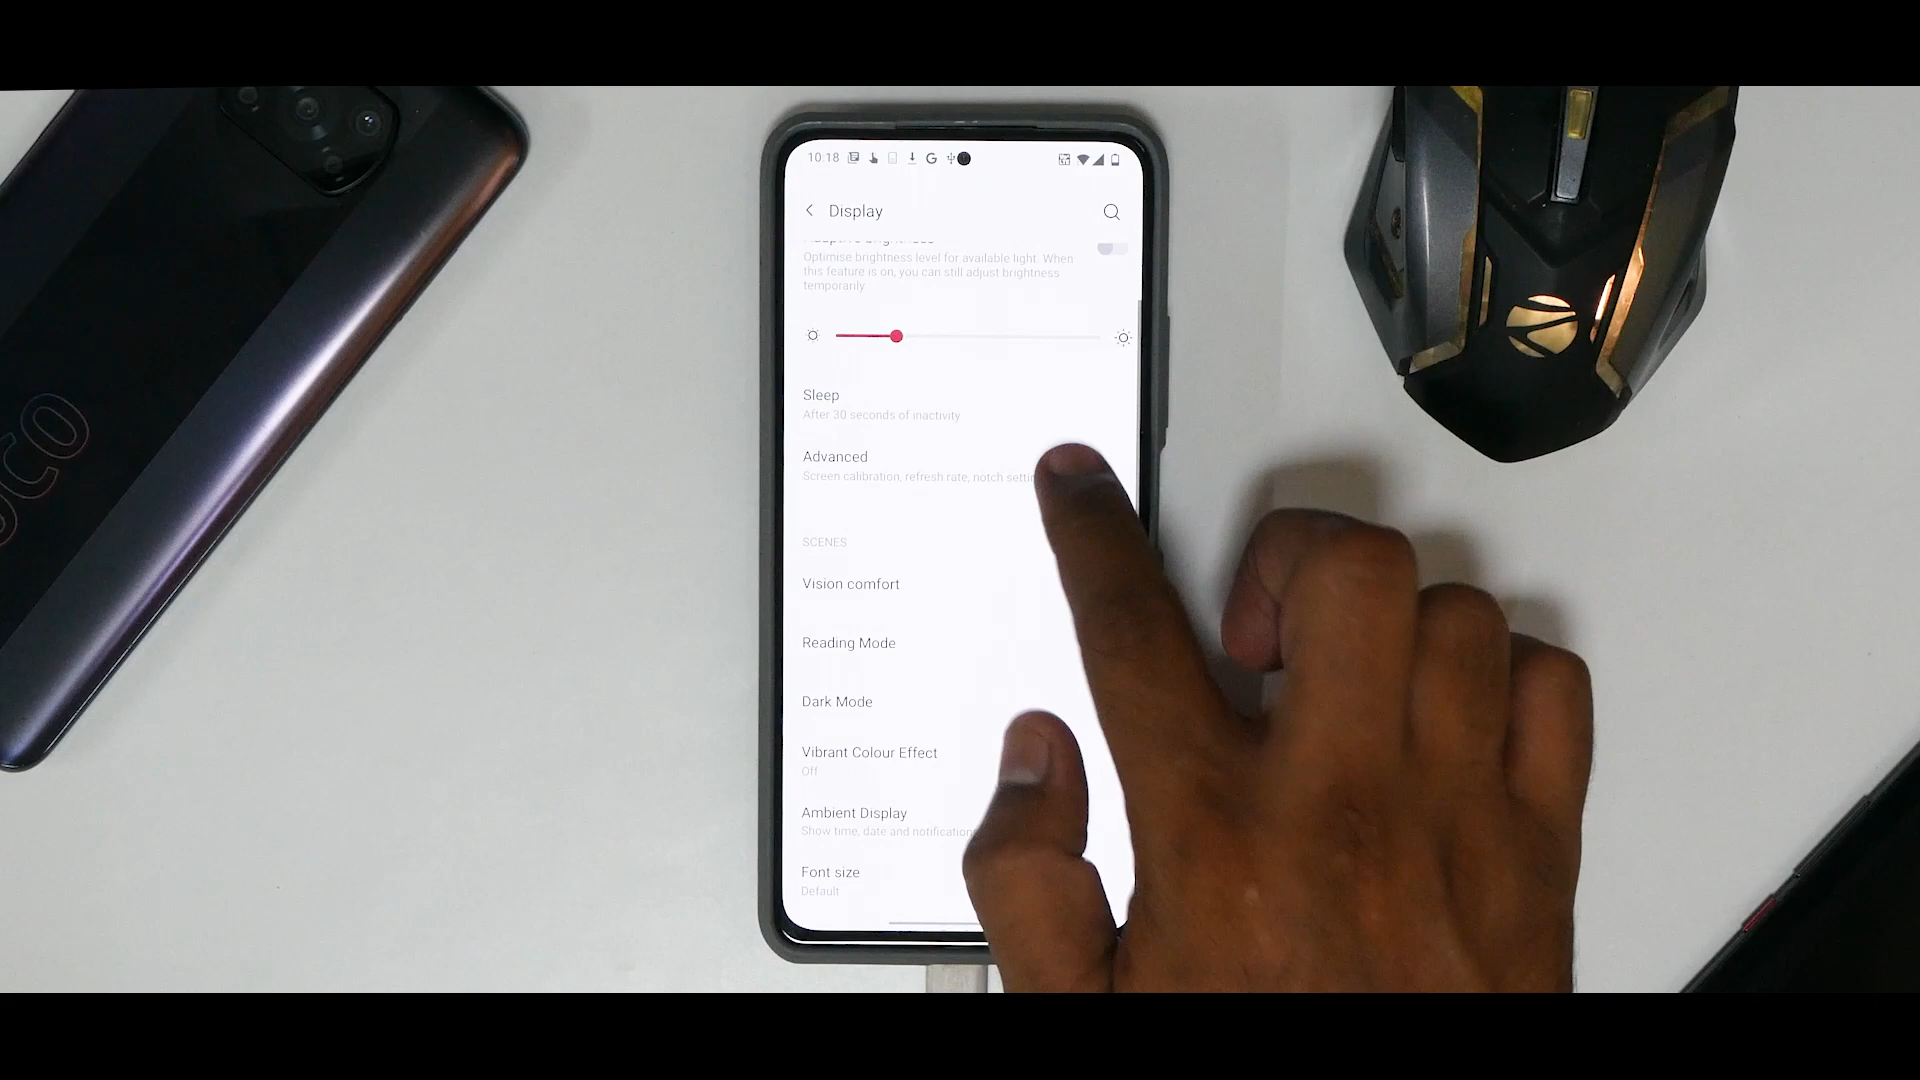 10:18
Display
Optimise brightness level for available light. When
this feature is on, you can still adjust brightness
temporarily
Sleep
After 30 seconds of inactivity
Advanced
Screen calibration, refresh rate, notch
SCENES
Vision comfort
Reading Mode
Dark Mode
Vibrant Colour Effect
Off
Ambient Display
Show time, date and
Font size
Default